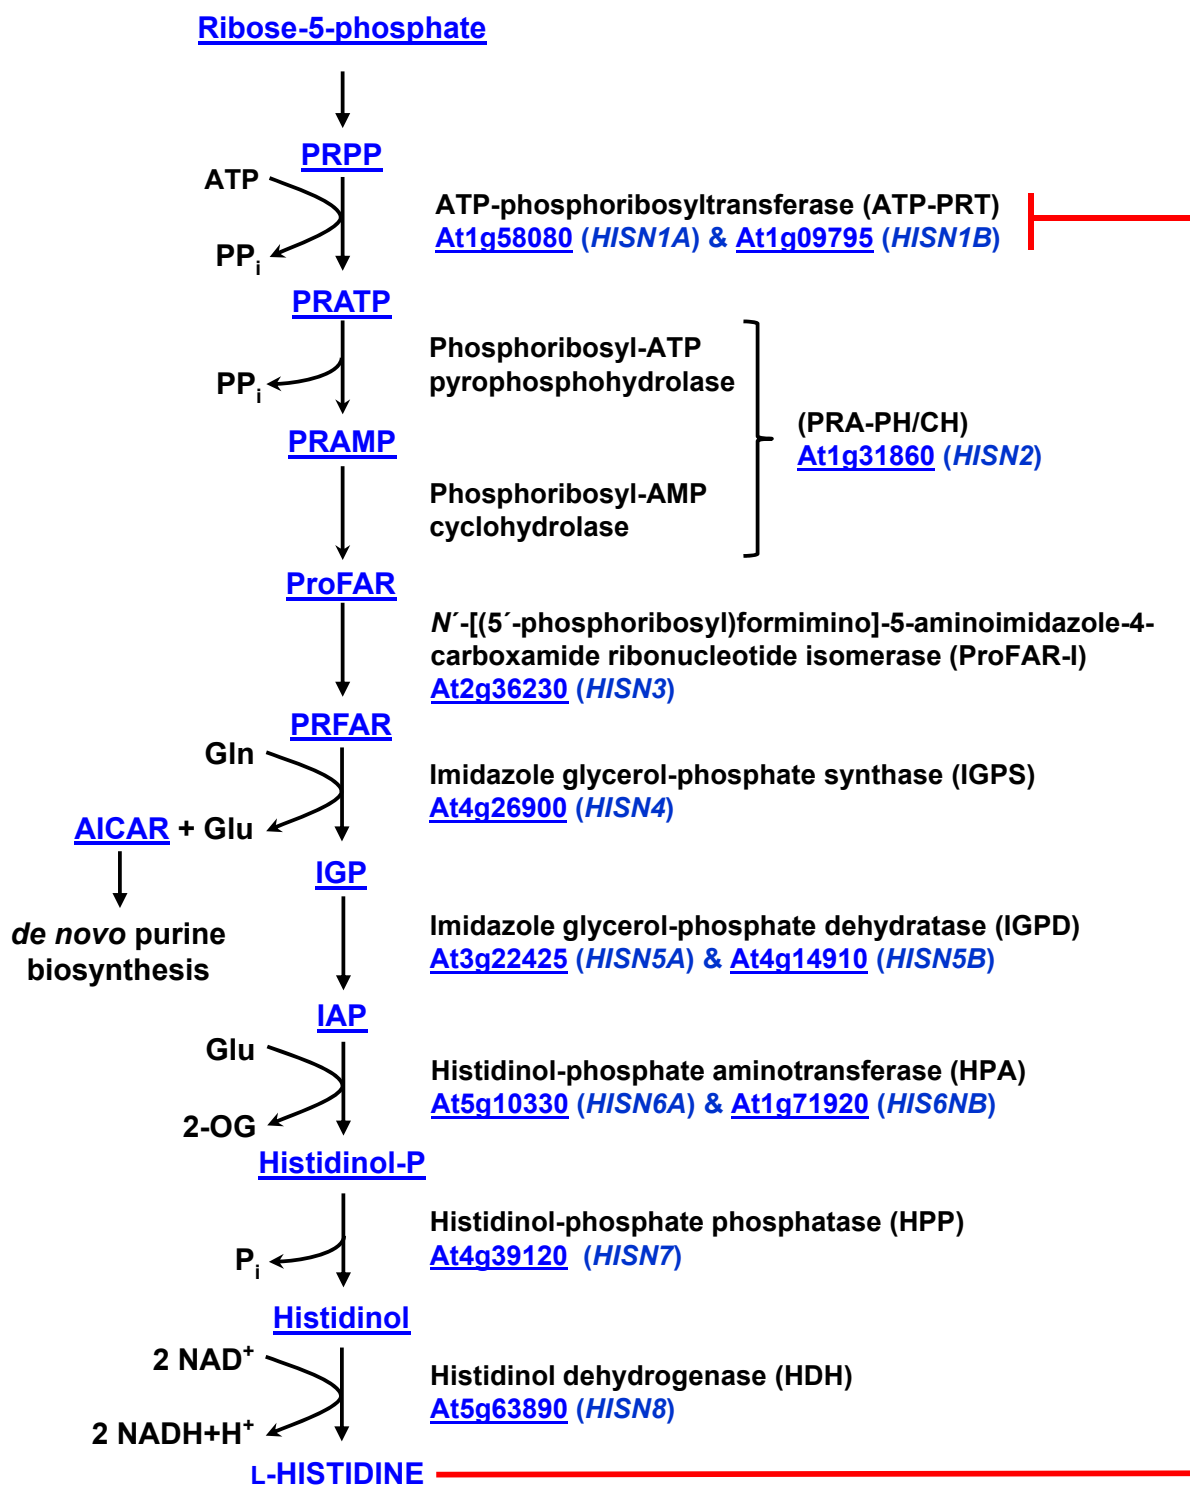 Ribose-5-phosphate
PRPP
ATP
PPi
ATP-phosphoribosyltransferase (ATP-PRT)
At1g58080 (HISN1A) & At1g09795 (HISN1B)
PRATP
PPi
Phosphoribosyl-ATP
pyrophosphohydrolase
PRAMP
(PRA-PH/CH)
At1g31860 (HISN2)
Phosphoribosyl-AMP
cyclohydrolase
ProFAR
N´-[(5´-phosphoribosyl)formimino]-5-aminoimidazole-4-
carboxamide ribonucleotide isomerase (ProFAR-I)
At2g36230 (HISN3)
PRFAR
Gln
Imidazole glycerol-phosphate synthase (IGPS)
At4g26900 (HISN4)
AICAR + Glu
IGP
de novo purine
biosynthesis
Imidazole glycerol-phosphate dehydratase (IGPD)
At3g22425 (HISN5A) & At4g14910 (HISN5B)
IAP
Glu
2-OG
Histidinol-phosphate aminotransferase (HPA)
At5g10330 (HISN6A) & At1g71920 (HIS6NB)
Histidinol-P
Pi
Histidinol-phosphate phosphatase (HPP)
At4g39120 (HISN7)
Histidinol
2 NAD+
2 NADH+H+
Histidinol dehydrogenase (HDH)
At5g63890 (HISN8)
L-HISTIDINE